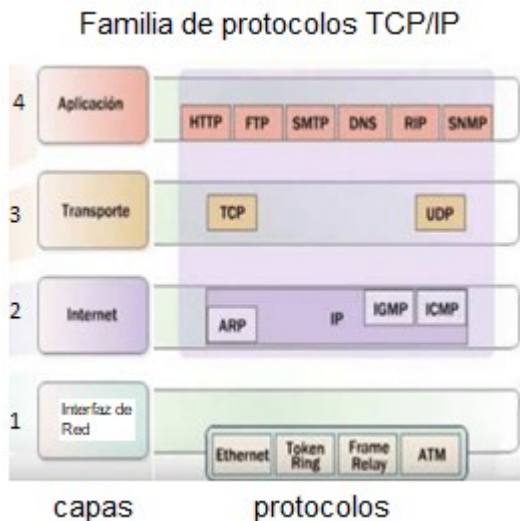 Familia de protocolos TCP/IP
4
Aplicación
HTTP FTP SMTP DNS RIP SNMP
3
Transporte
TCP UDP
2
Internet
ARP IP IGMP ICMP
1
Interfaz de
Red
Ethernet Token Ring Frame Relay ATM
capas protocolos